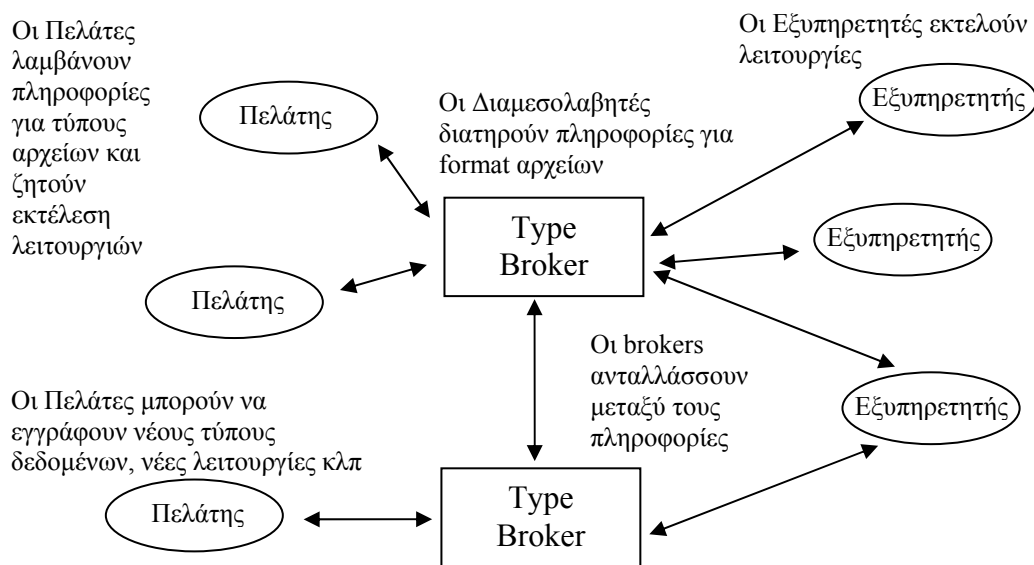 Οι Πελάτες
λαμβάνουν
πληροφορίες
για τύπους
αρχείων και
ζητούν
εκτέλεση
λειτουργιών
Πελάτης
Οι Διαμεσολαβητές
διατηρούν πληροφορίες για
format αρχείων
Οι Εξυπηρετητές εκτελούν
λειτουργίες
Εξυπηρετητής
Type
Broker
Εξυπηρετητής
Πελάτης
Οι brokers
ανταλλάσσουν
μεταξύ τους
πληροφορίες
Εξυπηρετητής
Οι Πελάτες μπορούν να
εγγράφουν νέους τύπους
δεδομένων, νέες λειτουργίες κλπ
Πελάτης
Type
Broker